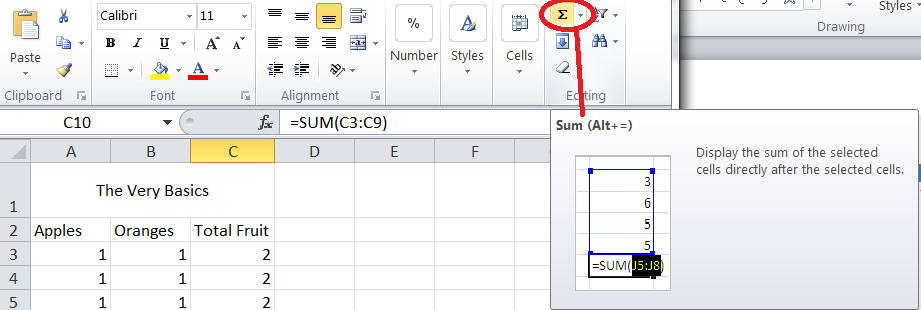 Calibri 11
Σ
%
Paste
B I U A A
A
Number
Styles
Cells
Styles
Drawing
Clipboard
Font
Alignment
Editing
C10
fx
=SUM(C3:C9)
A B C D E F
1 The Very Basics
2 Apples Oranges Total Fruit
3 1 1 2
4 1 1 2
5 1 1 2
Sum (Alt+=)
Display the sum of the selected
cells directly after the selected cells.
3
6
5
5
=SUM(J5:J8)